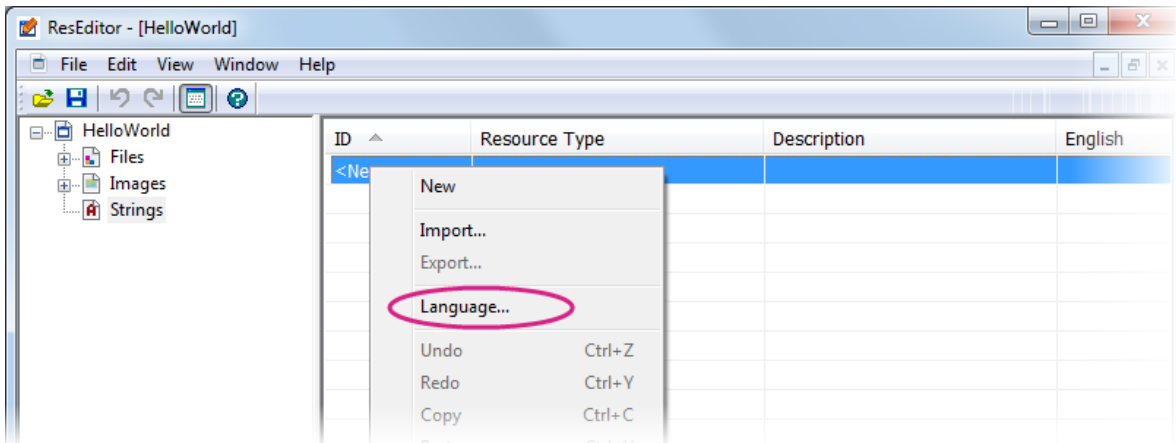 ResEditor - [HelloWorld]
File Edit View Window Help
HelloWorld
Files
Images
Strings
ID Resource Type Description English
<Ne
New
Import...
Export...
Language...
Undo Ctrl+Z
Redo Ctrl+Y
Copy Ctrl+C